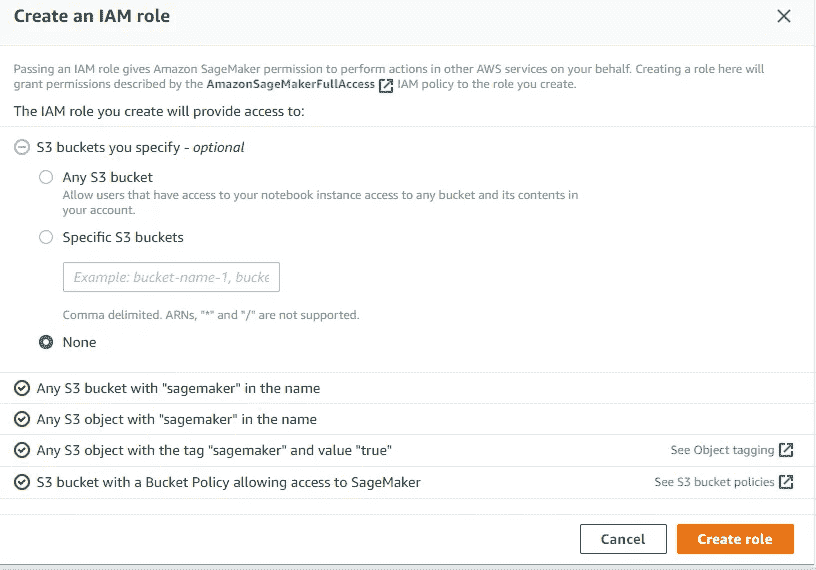 Create an IAM role
Passing an IAM role gives Amazon SageMaker permission to perform actions in other AWS services on your behalf. Creating a role here will
grant permissions described by the AmazonSageMakerFullAccess IAM policy to the role you create.
The IAM role you create will provide access to:
S3 buckets you specify - optional
Any S3 bucket
Allow users that have access to your notebook instance access to any bucket and its contents in
your account.
Specific S3 buckets
Example: bucket-name-1, bucke
Comma delimited. ARNs, "*" and "/" are not supported.
None
Any S3 bucket with "sagemaker" in the name
Any S3 object with "sagemaker" in the name
Any S3 object with the tag "sagemaker" and value "true" See Object tagging
S3 bucket with a Bucket Policy allowing access to SageMaker See S3 bucket policies
Cancel Create role